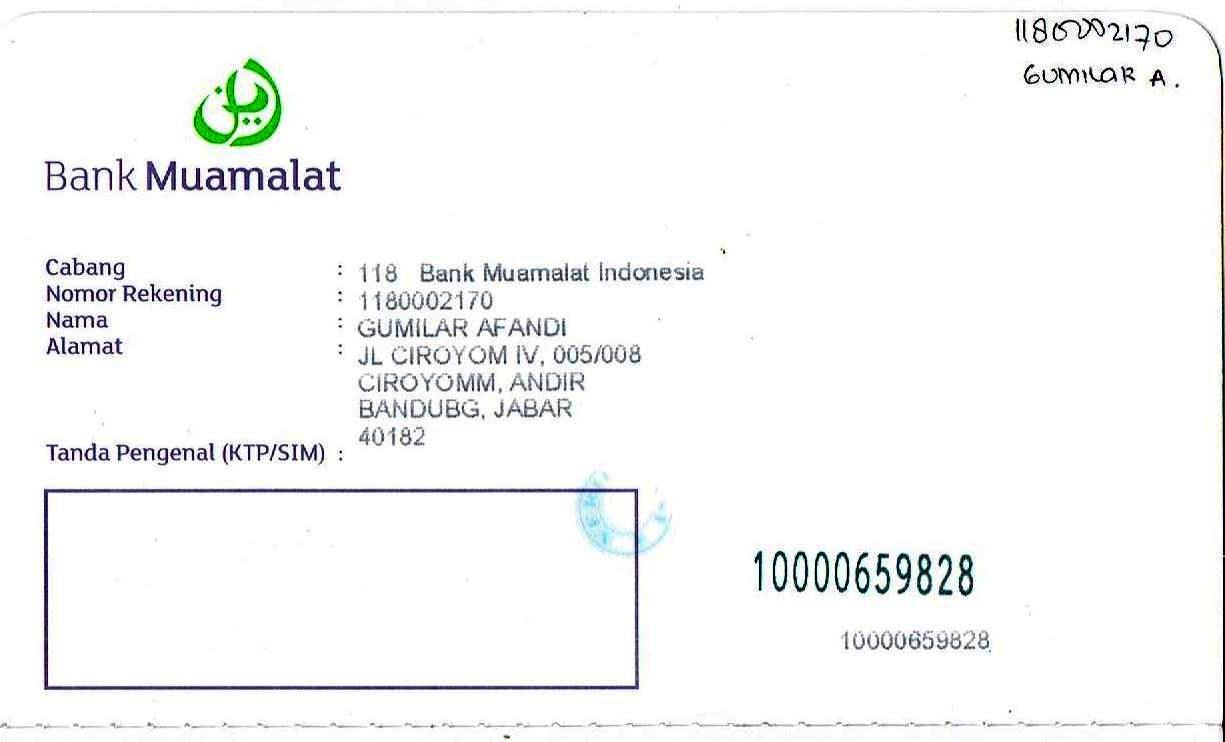 1180002170
GUMILAR A.
Bank Muamalat
Cabang : 118 Bank Muamalat Indonesia
Nomor Rekening : 1180002170
Nama : GUMILAR AFANDI
Alamat : JL CIROYOM IV, 005/008
CIROYOMM, ANDIR
BANDUBG, JABAR
40182
Tanda Pengenal (KTP/SIM) :
10000659828
10000659828